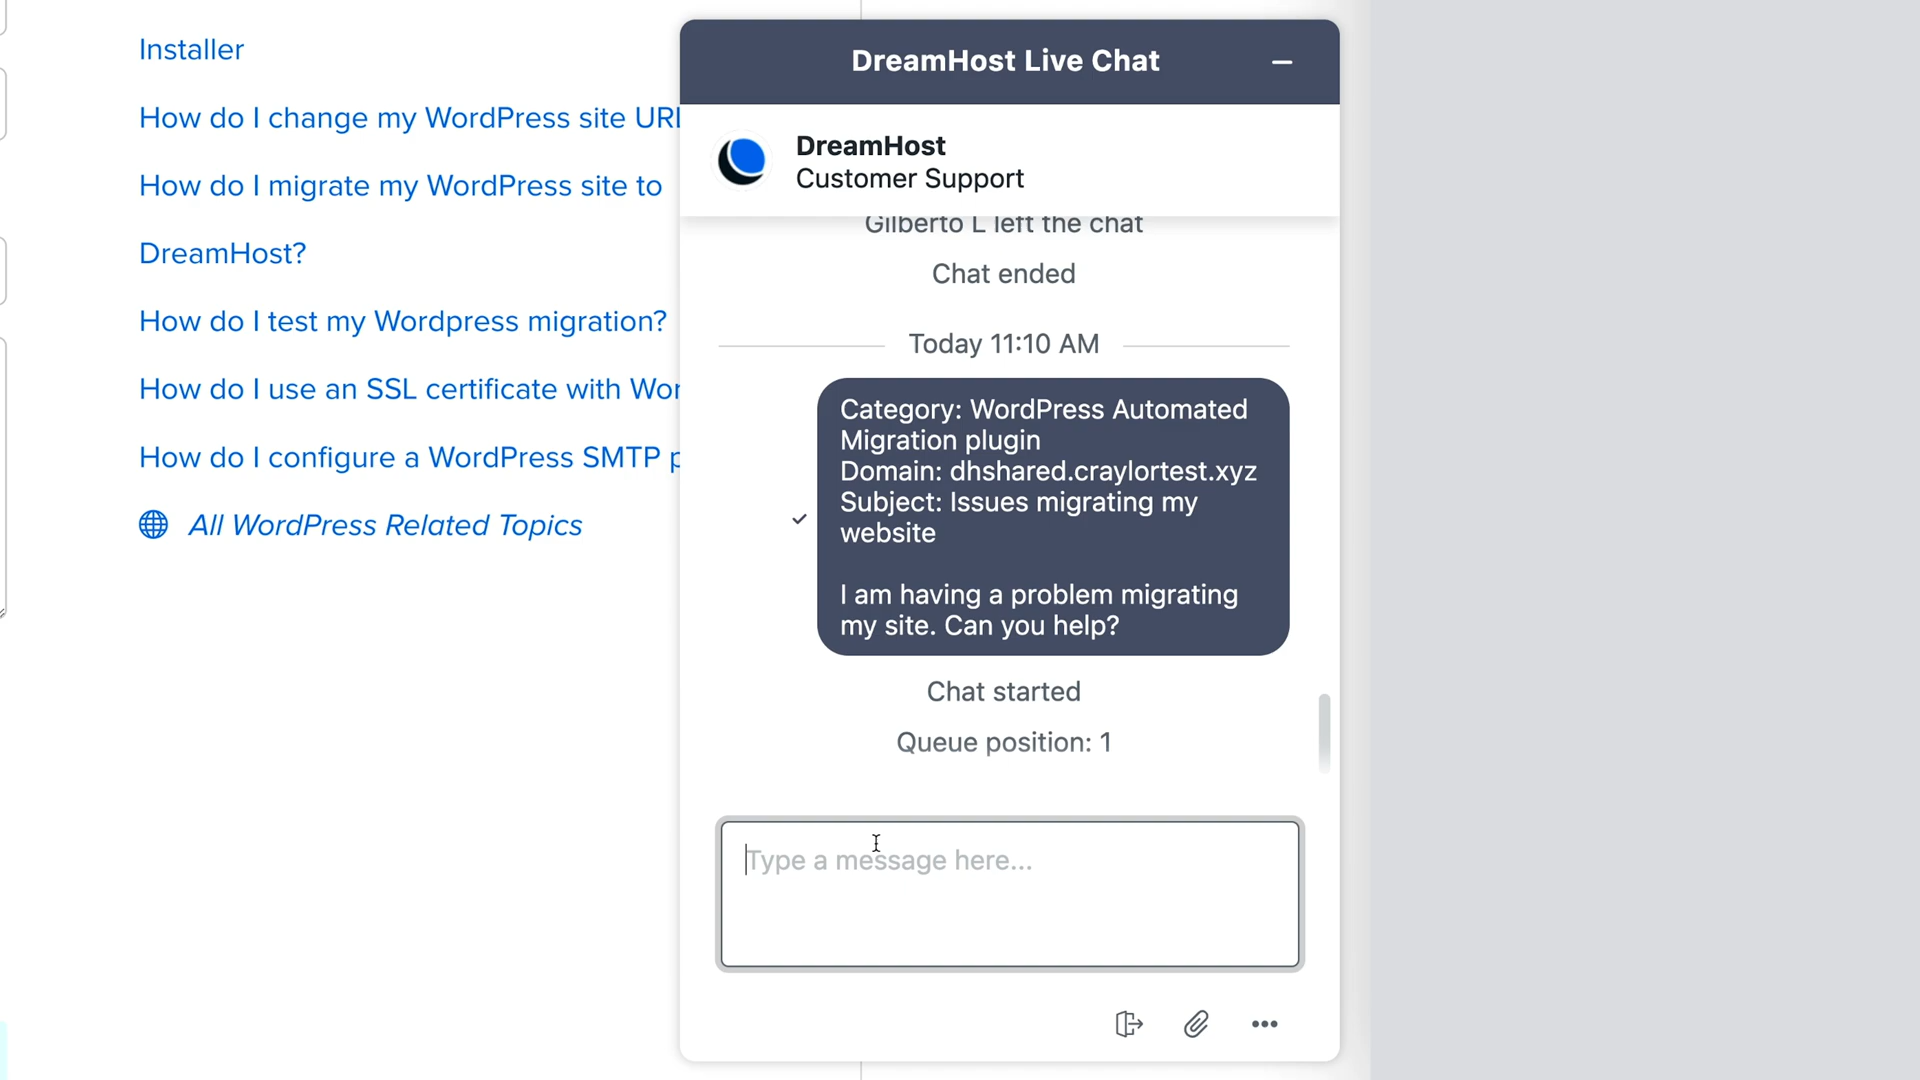 Installer
How do I change my WordPress site URL
How do I migrate my WordPress site to
DreamHost?
How do I test my Wordpress migration?
How do I use an SSL certificate with
How do I configure a WordPress SMTP
All WordPress Related Topics
DreamHost Live Chat
DreamHost
Customer Support
Gilberto L left the chat
Chat ended
Today 11:10 AM
Category: WordPress Automated
Migration plugin
Domain: dhshared.craylortest.xyz
Subject: Issues migrating my
website
I am having a problem migrating
my site. Can you help?
Chat started
Queue position: 1
Type a message here...